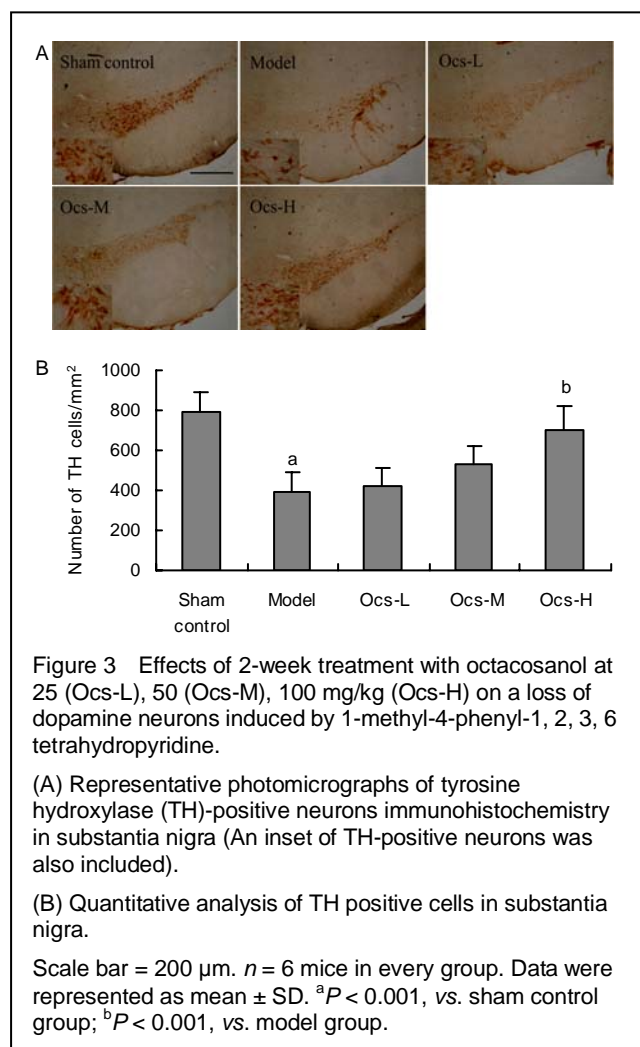 A
Sham control
Model
Ocs-L
Ocs-M
Ocs-H
B
Number of TH cells/mm²
1000
800
600
400
200
0
a
b
Sham control
Model
Ocs-L
Ocs-M
Ocs-H
Figure 3 Effects of 2-week treatment with octacosanol at
25 (Ocs-L), 50 (Ocs-M), 100 mg/kg (Ocs-H) on a loss of
dopamine neurons induced by 1-methyl-4-phenyl-1, 2, 3, 6
tetrahydropyridine.
(A) Representative photomicrographs of tyrosine
hydroxylase (TH)-positive neurons immunohistochemistry
in substantia nigra (An inset of TH-positive neurons was
also included).
(B) Quantitative analysis of TH positive cells in substantia
nigra.
Scale bar = 200 µm. n = 6 mice in every group. Data were
represented as mean ± SD. ᵃP < 0.001, vs. sham control
group; ᵇP < 0.001, vs. model group.